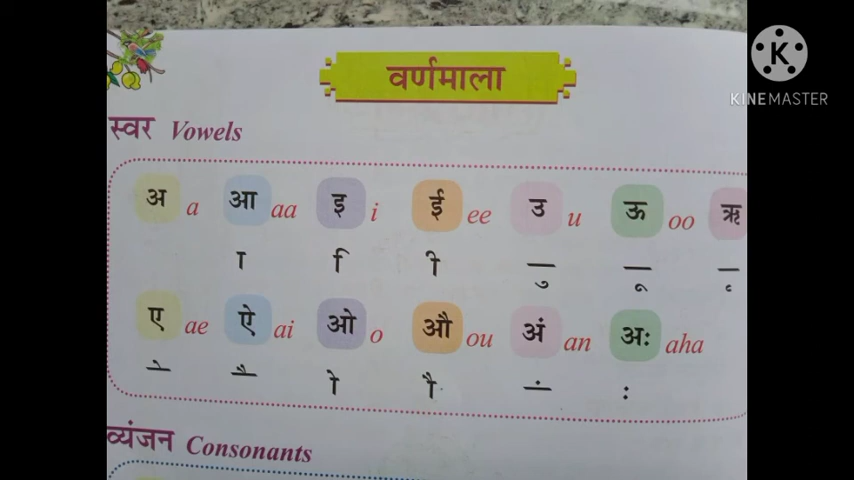 वर्णमाला
K
KINEMASTER
स्वर Vowels
अ a आ aa इ i ई ee उ u ऊ oo ऋ
ा ि ी ु ू ृ
ए ae ऐ ai ओ o औ ou अं an अः aha
े ै ो ौ ं ः
व्यंजन Consonants